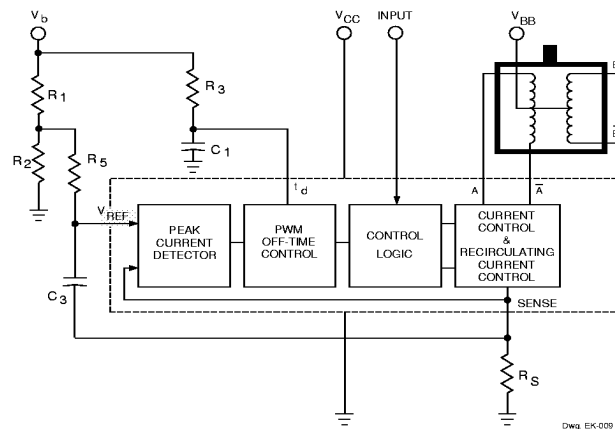 Vb
VCC
INPUT
VBB
R1
R3
R2
R5
C1
td
A
A̅
VREF
PEAK
CURRENT
DETECTOR
PWM
OFF-TIME
CONTROL
CONTROL
LOGIC
CURRENT
CONTROL
&
RECIRCULATING
CURRENT
CONTROL
C3
SENSE
RS
Dwg. EK-009